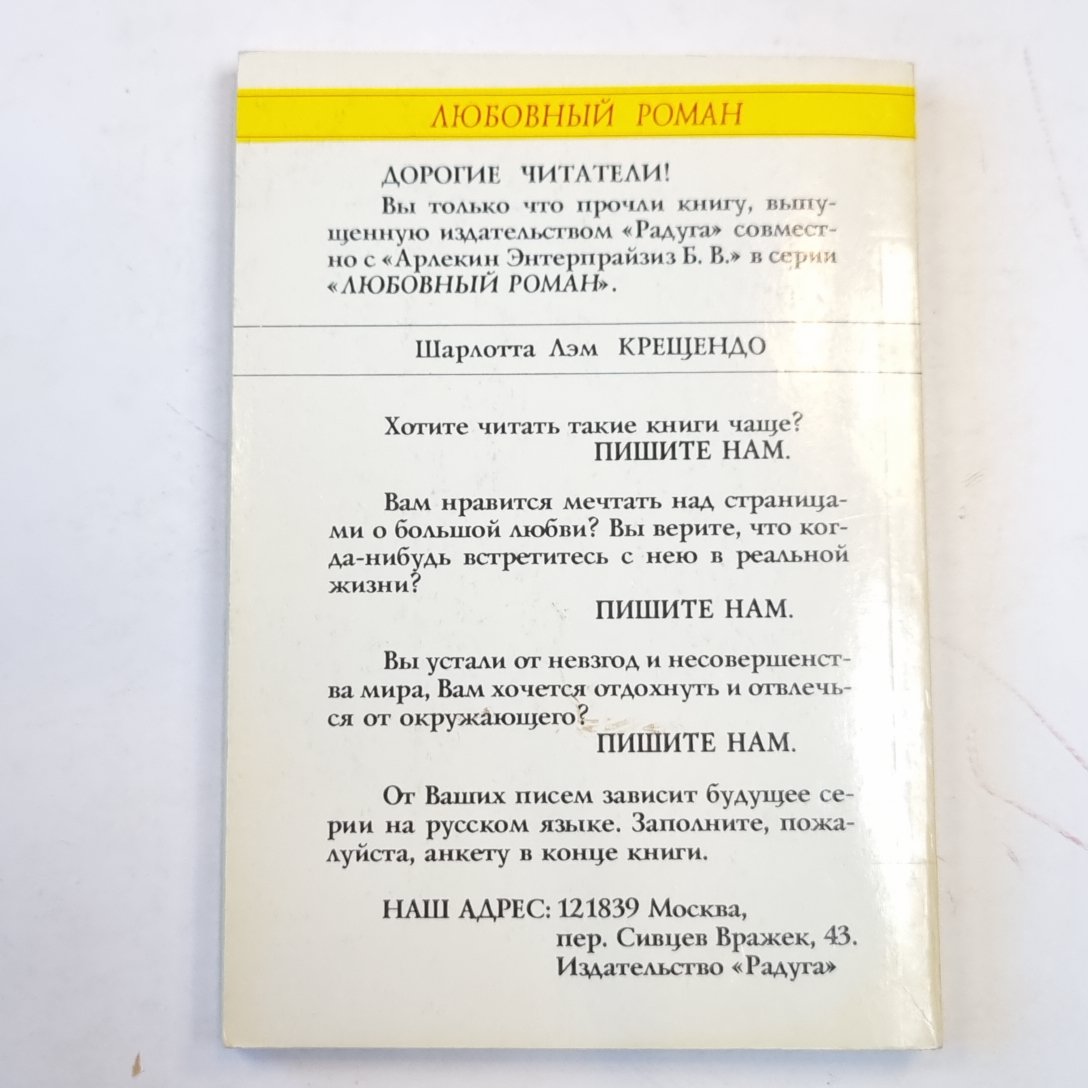 ЛЮБОВНЫЙ РОМАН
ДОРОГИЕ ЧИТАТЕЛИ!
Вы только что прочли книгу, выпу-
щенную издательством «Радуга» совмест-
но с «Арлекин Энтерпрайзиз Б. В.» в серии
«ЛЮБОВНЫЙ РОМАН».
Шарлотта Лэм КРЕЩЕНДО
Хотите читать такие книги чаще?
ПИШИТЕ НАМ.
Вам нравится мечтать над страница-
ми о большой любви? Вы верите, что ког-
да-нибудь встретитесь с нею в реальной
жизни?
ПИШИТЕ НАМ.
Вы устали от невзгод и несовершенст-
ва мира, Вам хочется отдохнуть и отвлечь-
ся от окружающего?
ПИШИТЕ НАМ.
От Ваших писем зависит будущее се-
рии на русском языке. Заполните, пожа-
луйста, анкету в конце книги.
НАШ АДРЕС: 121839 Москва,
пер. Сивцев Вражек, 43.
Издательство «Радуга»